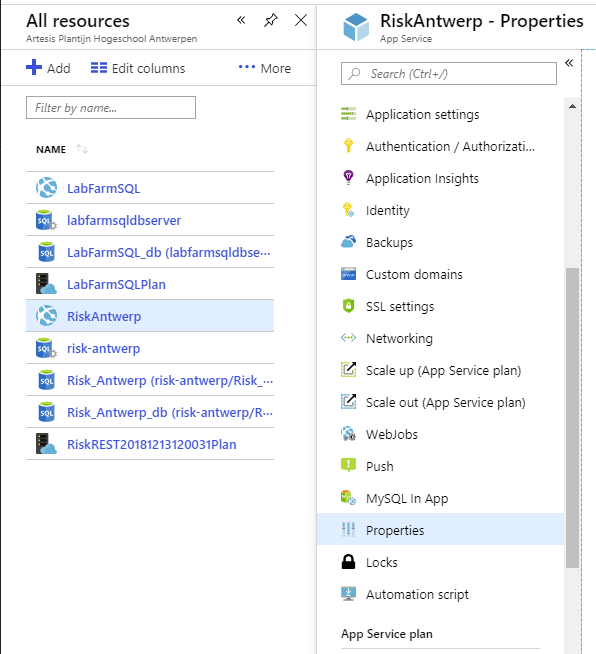 All resources
Artesis Plantijn Hogeschool Antwerpen
Add
Edit columns
More
Filter by name...
NAME
LabFarmSQL
labfarmsqldbserver
LabFarmSQL_db (labfarmsqldbse...
LabFarmSQLPlan
RiskAntwerp
risk-antwerp
Risk_Antwerp (risk-antwerp/Risk_...
Risk_Antwerp_db (risk-antwerp/R...
RiskREST20181213120031Plan
RiskAntwerp - Properties
App Service
Search (Ctrl+/)
Application settings
Authentication / Authorizati...
Application Insights
Identity
Backups
Custom domains
SSL settings
Networking
Scale up (App Service plan)
Scale out (App Service plan)
WebJobs
Push
MySQL In App
Properties
Locks
Automation script
App Service plan